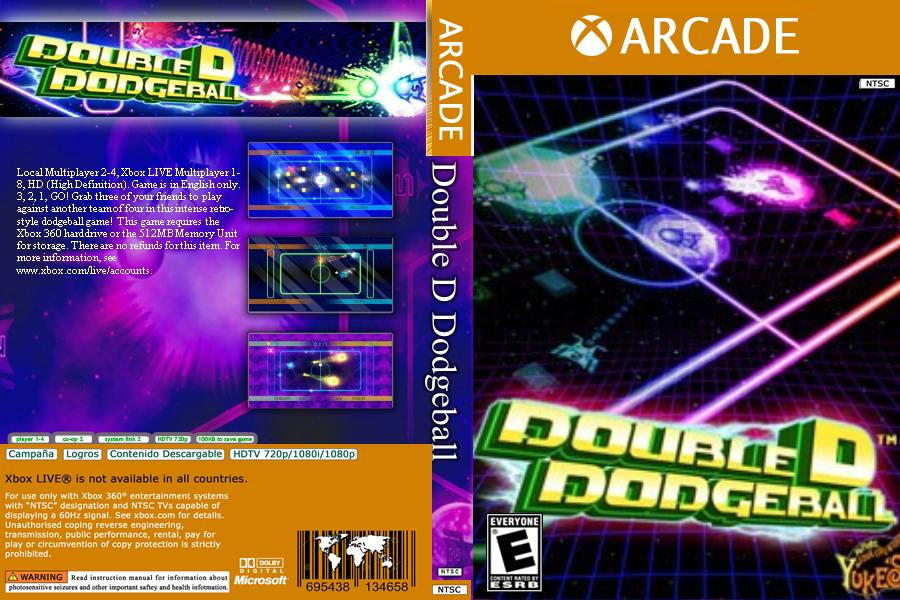 DOUBLE D
DODGEBALL
Local Multiplayer 2-4, Xbox LIVE Multiplayer 1-
8, HD (High Definition). Game is in English only.
3, 2, 1, GO! Grab three of your friends to play
against another team of four in this intense retro-
style dodgeball game! This game requires the
Xbox 360 harddrive or the 512MB Memory Unit
for storage. There are no refunds for this item. For
more information, see
www.xbox.com/live/accounts.
player 1-4
co-op 2
system link 2
HDTV 720p
100KB to save game
Campaña
Logros
Contenido Descargable
HDTV 720p/1080i/1080p
Xbox LIVE® is not available in all countries.
For use only with Xbox 360® entertainment systems
with “NTSC” designation and NTSC TVs capable of
displaying a 60Hz signal. See xbox.com for details.
Unauthorised coping reverse engineering,
transmission, public performance, rental, pay for
play or circumvention of copy protection is strictly
prohibited.
WARNING Read instruction manual for information about
photosensitive seizures and other important saftey and health infotmation.
DOLBY
DIGITAL
Microsoft
695438 134658
ARCADE
Double D Dodgeball
NTSC
NTSC
ARCADE
NTSC
DOUBLE D™
DODGEBALL
EVERYONE
E
CONTENT RATED BY
ESRB
YUKE'S